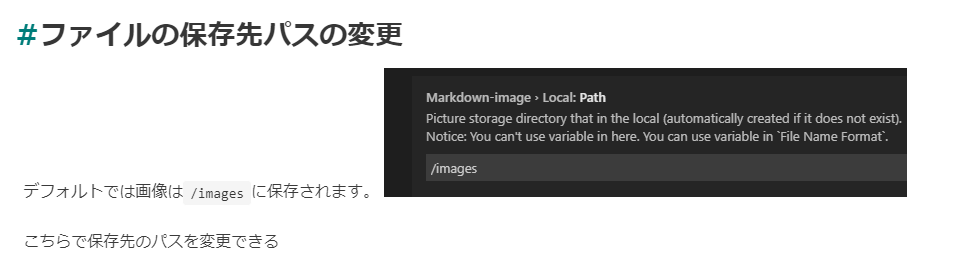 #ファイルの保存先パスの変更
Markdown-image › Local: Path
Picture storage directory that in the local (automatically created if it does not exist).
Notice: You can't use variable in here. You can use variable in `File Name Format`.
/images
デフォルトでは画像は /images に保存されます。
こちらで保存先のパスを変更できる